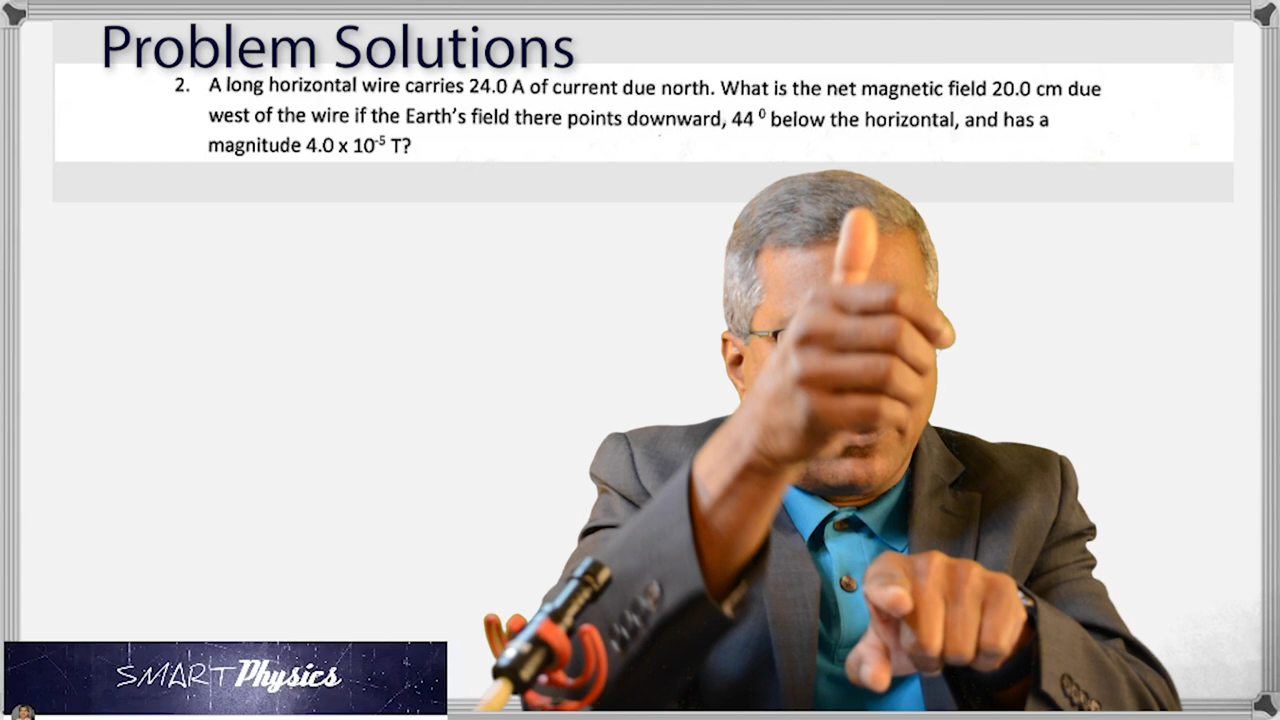 Problem Solutions
2. A long horizontal wire carries 24.0 A of current due north. What is the net magnetic field 20.0 cm due
west of the wire if the Earth's field there points downward, 44 ⁰ below the horizontal, and has a
magnitude 4.0 x 10⁻⁵ T?
SMART Physics